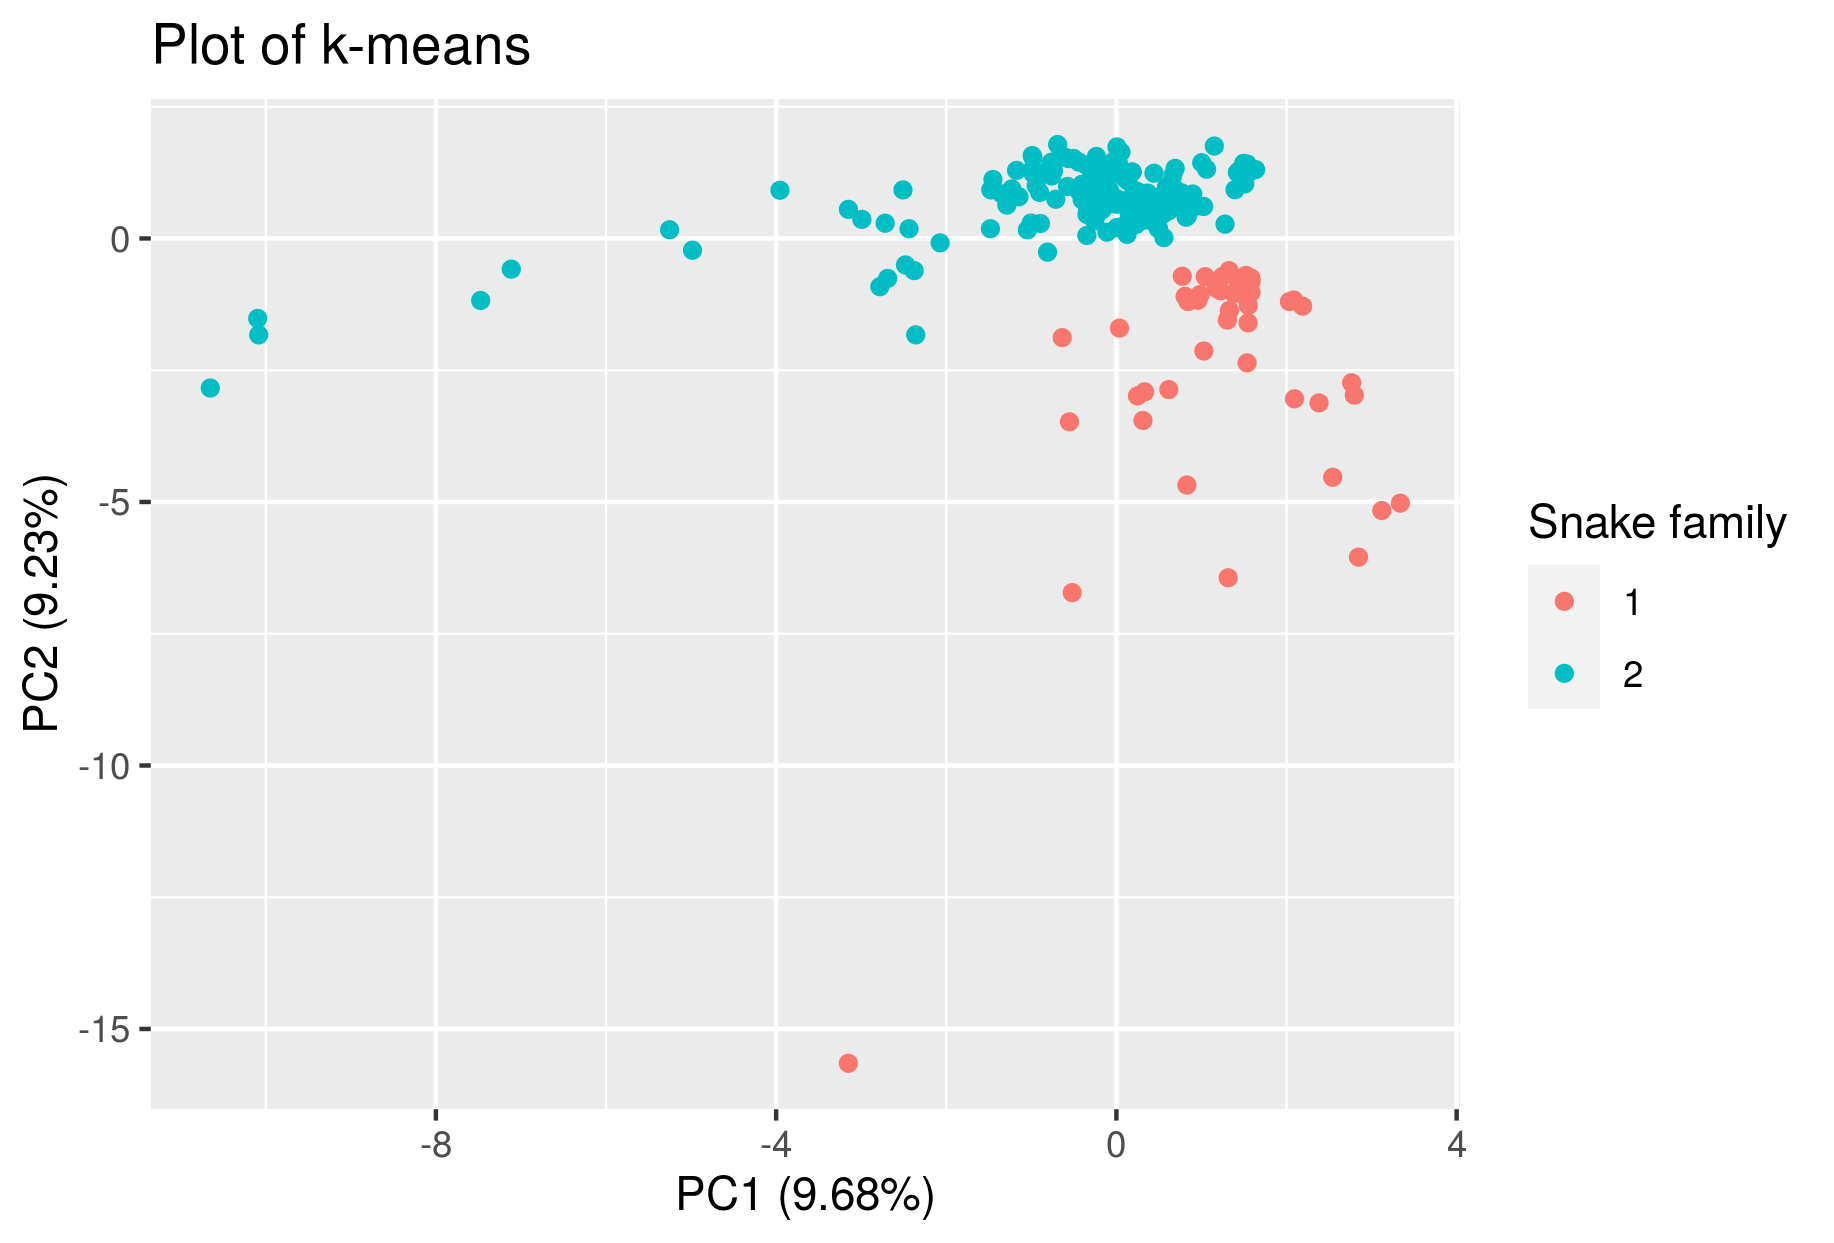 Plot of k-means
0
-5
-10
-15
PC2 (9.23%)
-8
-4
0
4
PC1 (9.68%)
Snake family
1
2